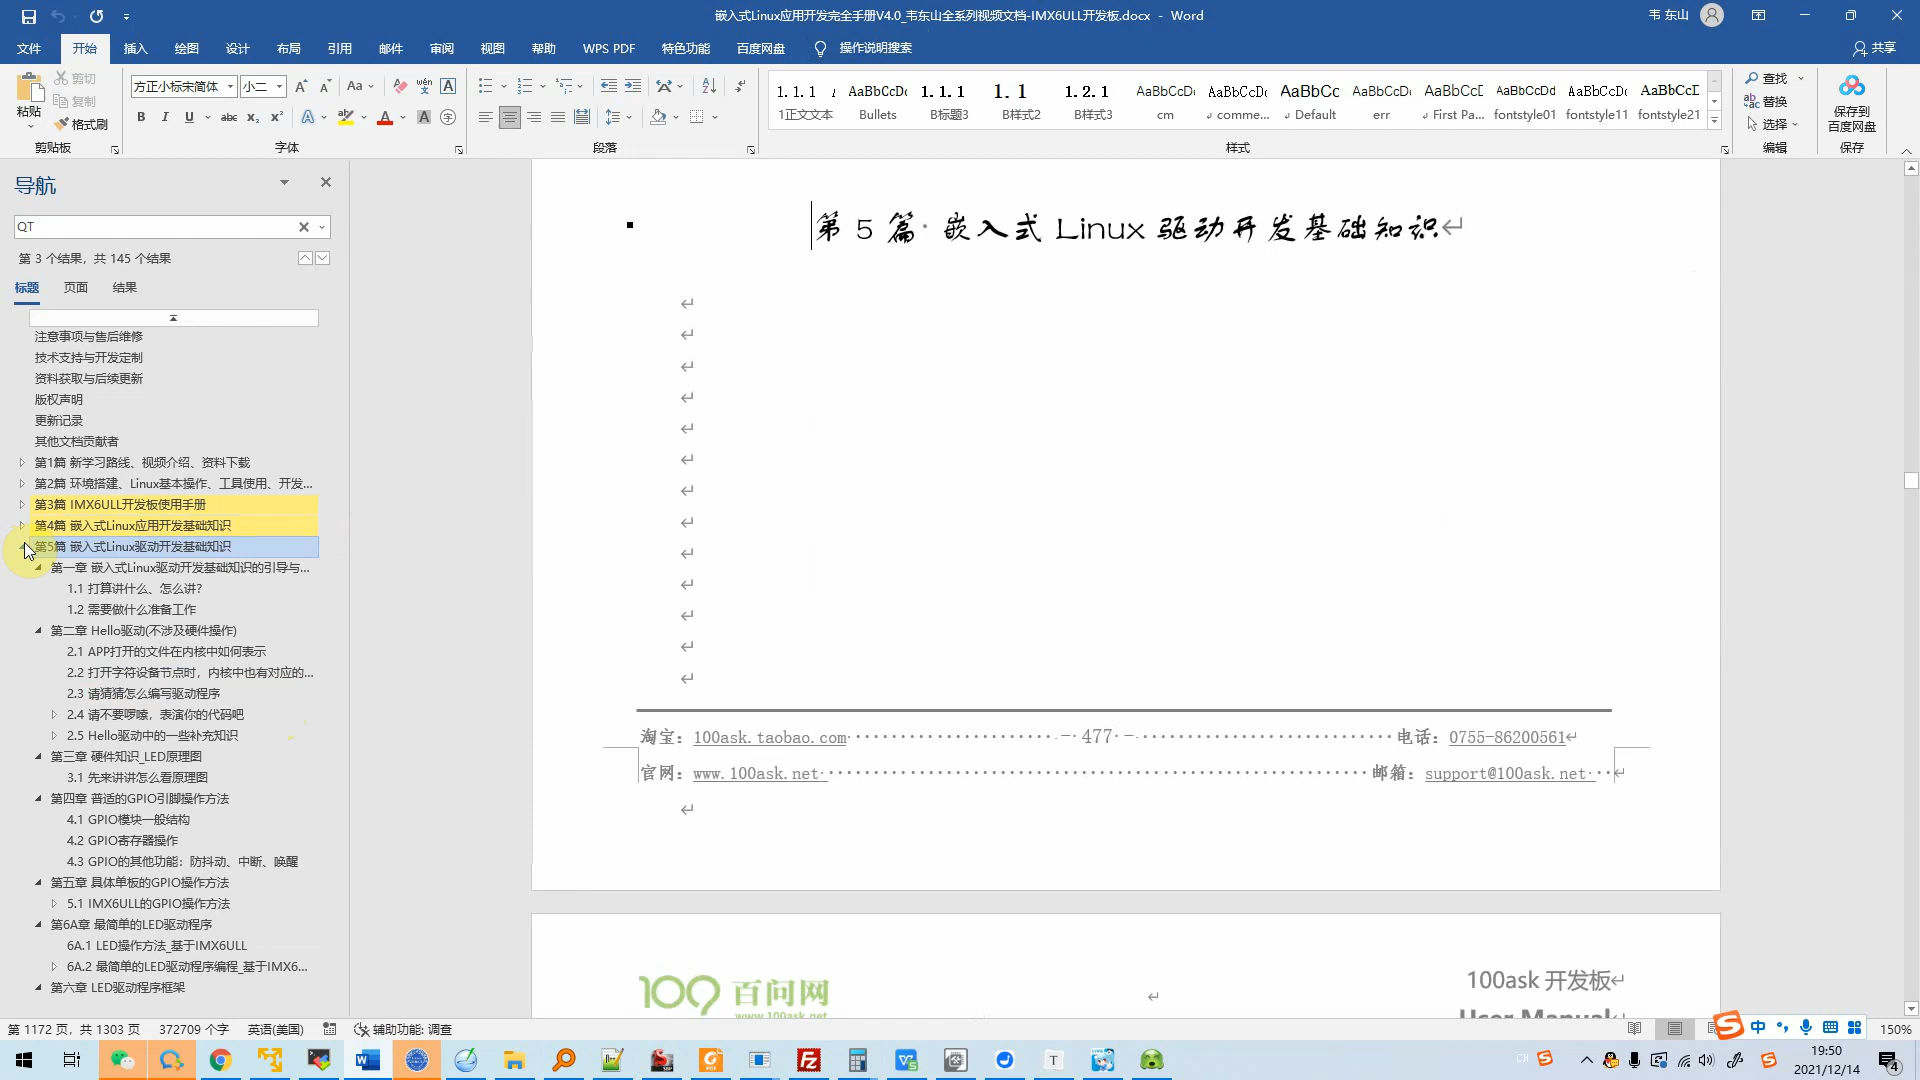 嵌入式Linux应用开发完全手册V4.0_韦东山全系列视频文档-IMX6ULL开发板.docx - Word
韦 东山
文件 开始 插入 绘图 设计 布局 引用 邮件 审阅 视图 帮助 WPS PDF 特色功能 百度网盘 操作说明搜索
共享
粘贴
剪切
复制
格式刷
剪贴板
方正小标宋简体 小二
字体
段落
1.1.1 AaBbCcDc 1.1.1 1.1 1.2.1 AaBbCcDc AaBbCcDc AaBbCc AaBbCcDc AaBbCcD AaBbCcDd AaBbCcDc AaBbCcD
1正文文本 Bullets B标题3 B样式2 B样式3 cm comme... Default err First Pa... fontstyle01 fontstyle11 fontstyle21
样式
查找
替换
选择
编辑
保存到
百度网盘
保存
导航
QT
第 3 个结果，共 145 个结果
标题 页面 结果
注意事项与售后维修
技术支持与开发定制
资料获取与后续更新
版权声明
更新记录
其他文档贡献者
第1篇 新学习路线、视频介绍、资料下载
第2篇 环境搭建、Linux基本操作、工具使用、开发...
第3篇 IMX6ULL开发板使用手册
第4篇 嵌入式Linux应用开发基础知识
第5篇 嵌入式Linux驱动开发基础知识
第一章 嵌入式Linux驱动开发基础知识的引导与...
1.1 打算讲什么、怎么讲?
1.2 需要做什么准备工作
第二章 Hello驱动(不涉及硬件操作)
2.1 APP打开的文件在内核中如何表示
2.2 打开字符设备节点时，内核中也有对应的...
2.3 请猜猜怎么编写驱动程序
2.4 请不要啰嗦，表演你的代码吧
2.5 Hello驱动中的一些补充知识
第三章 硬件知识_LED原理图
3.1 先来讲讲怎么看原理图
第四章 普适的GPIO引脚操作方法
4.1 GPIO模块一般结构
4.2 GPIO寄存器操作
4.3 GPIO的其他功能：防抖动、中断、唤醒
第五章 具体单板的GPIO操作方法
5.1 IMX6ULL的GPIO操作方法
第6A章 最简单的LED驱动程序
6A.1 LED操作方法_基于IMX6ULL
6A.2 最简单的LED驱动程序编程_基于IMX6...
第六章 LED驱动程序框架
第 5 篇 嵌入式 Linux 驱动开发基础知识
淘宝：100ask.taobao.com - 477 - 电话：0755-86200561
官网：www.100ask.net 邮箱：support@100ask.net
100 百问网
www.100ask.net
100ask 开发板
User Manual
第 1172 页，共 1303 页 372709 个字 英语(美国) 辅助功能: 调查
中
150%
19:50
2021/12/14